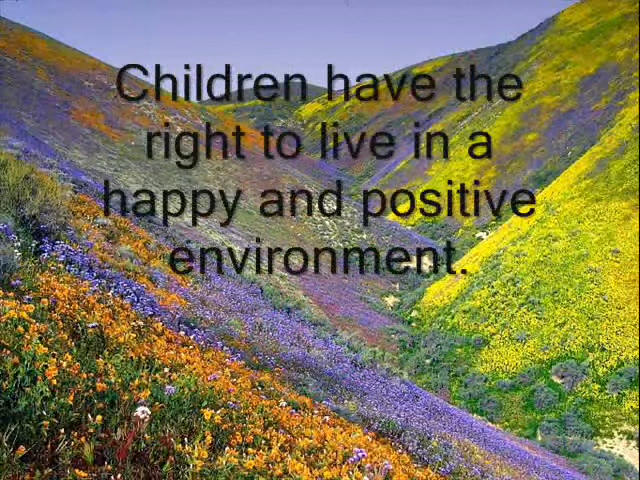 Children have the
right to live in a
happy and positive
environment.